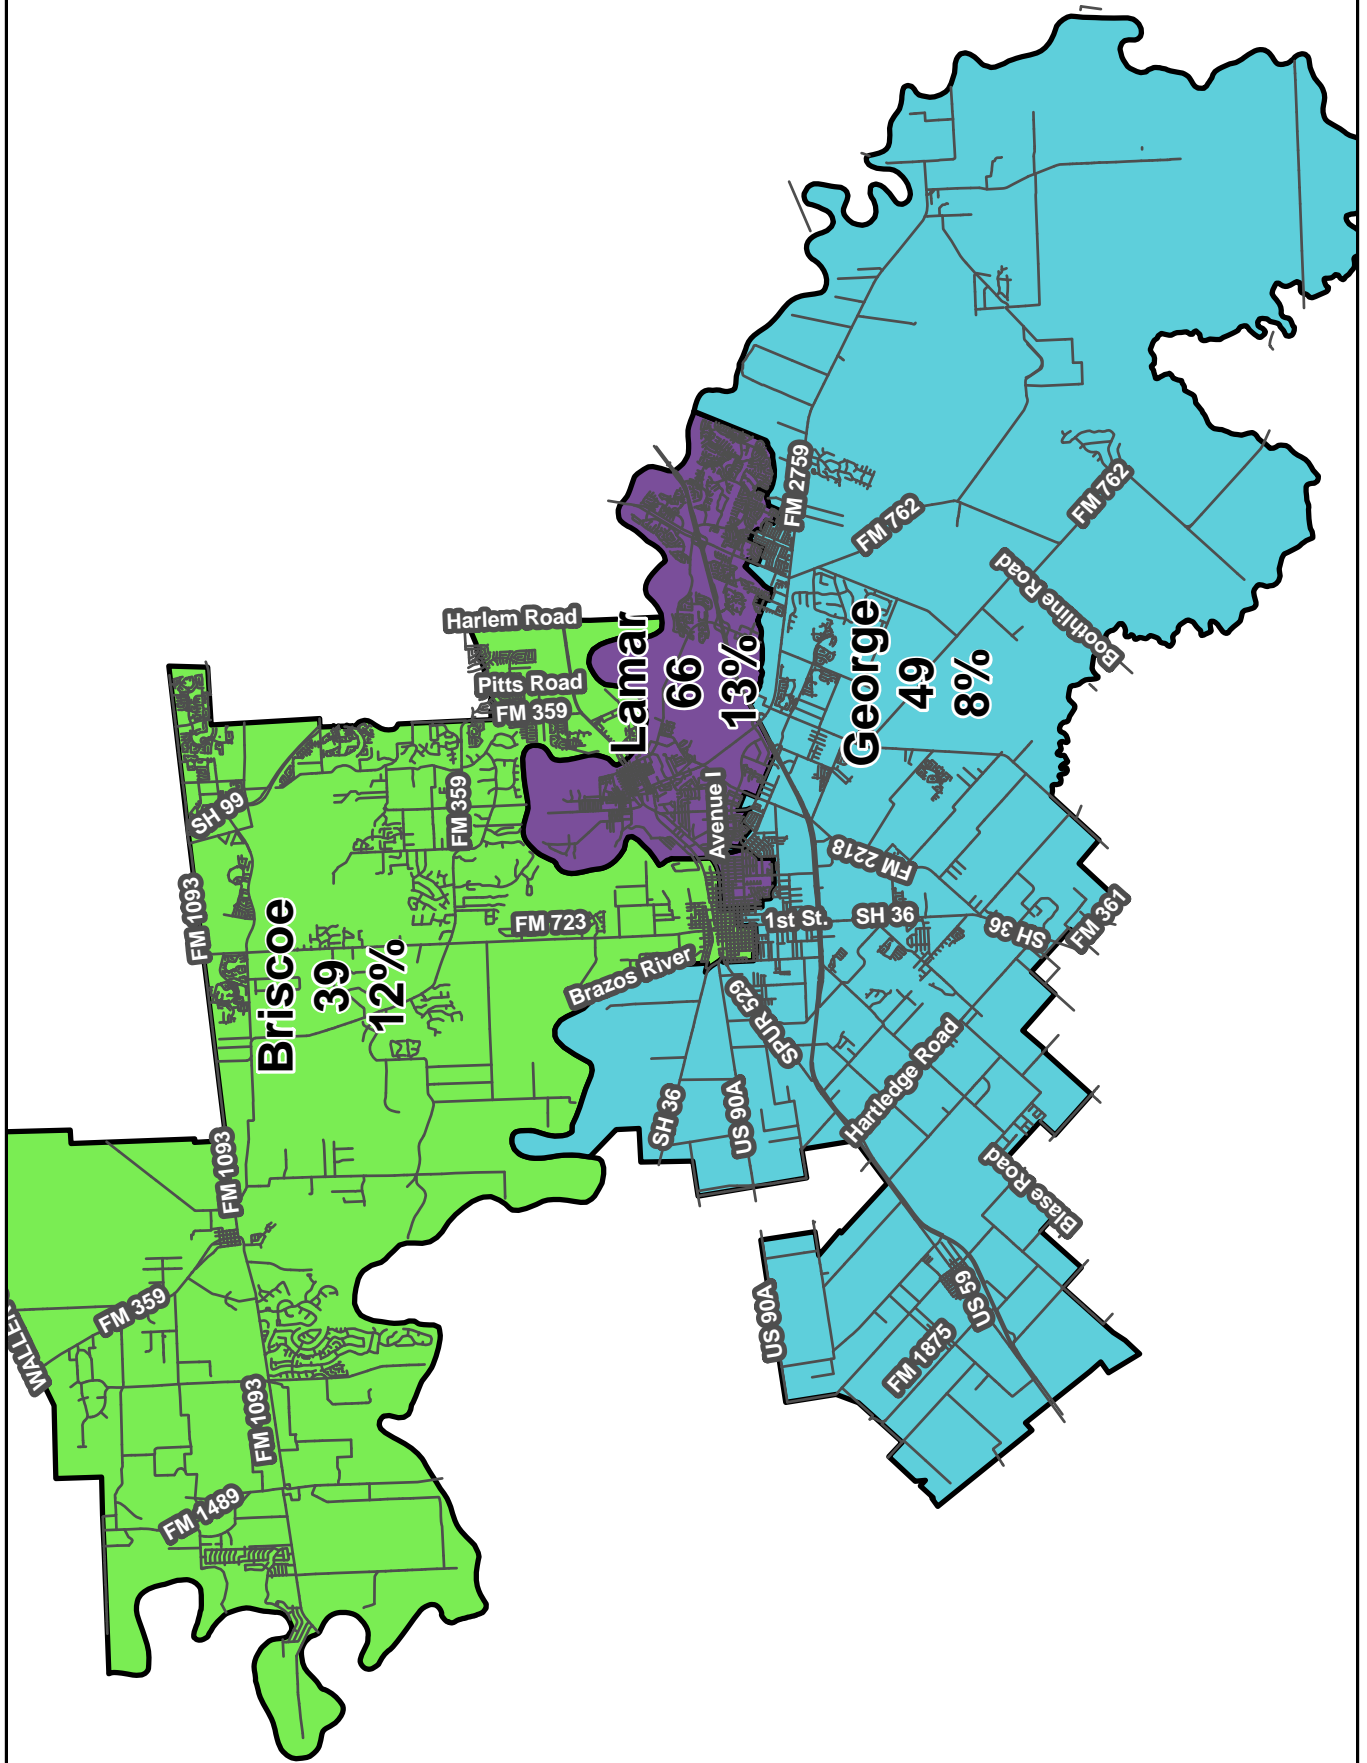 Harlem Road
Pitts Road
FM 359
SH 99
FM 359
FM 1093
Briscoe
39
12%
FM 723
Brazos River
Lamar
66
13%
Avenue I
FM 2759
FM 762
FM 762
Boothline Road
George
49
8%
FM 2218
1st St.
SH 36
SH 36
FM 361
SPUR 529
Hartledge Road
SH 36
US 90A
FM 1093
Blase Road
FM 359
US 90A
US 59
FM 1875
FM 1093
FM 1489